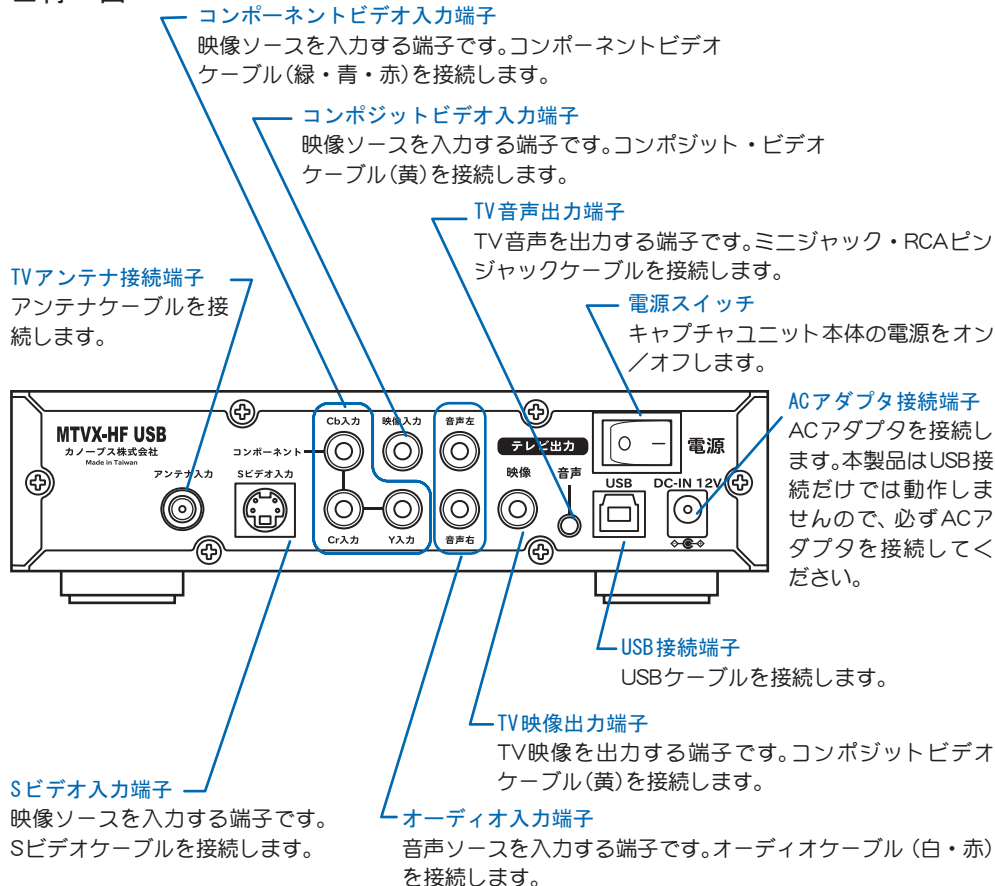 コンポーネントビデオ入力端子
映像ソースを入力する端子です。コンポーネントビデオ
ケーブル（緑・青・赤）を接続します。
コンポジットビデオ入力端子
映像ソースを入力する端子です。コンポジット・ビデオ
ケーブル（黄）を接続します。
TV音声出力端子
TV音声を出力する端子です。ミニジャック・RCAピン
ジャックケーブルを接続します。
TVアンテナ接続端子
アンテナケーブルを接
続します。
電源スイッチ
キャプチャユニット本体の電源をオン
／オフします。
ACアダプタ接続端子
ACアダプタを接続し
ます。本製品はUSB接
続だけでは動作しま
せんので、必ずACア
ダプタを接続してく
ださい。
MTVX-HF USB
カノープス株式会社
Made in Taiwan
アンテナ入力
Sビデオ入力
コンポーネント
Cb入力
映像入力
Cr入力
Y入力
音声左
音声右
テレビ出力
映像
音声
電源
USB
DC-IN 12V
USB接続端子
USBケーブルを接続します。
TV映像出力端子
TV映像を出力する端子です。コンポジットビデオ
ケーブル（黄）を接続します。
Sビデオ入力端子
映像ソースを入力する端子です。
Sビデオケーブルを接続します。
オーディオ入力端子
音声ソースを入力する端子です。オーディオケーブル（白・赤）
を接続します。